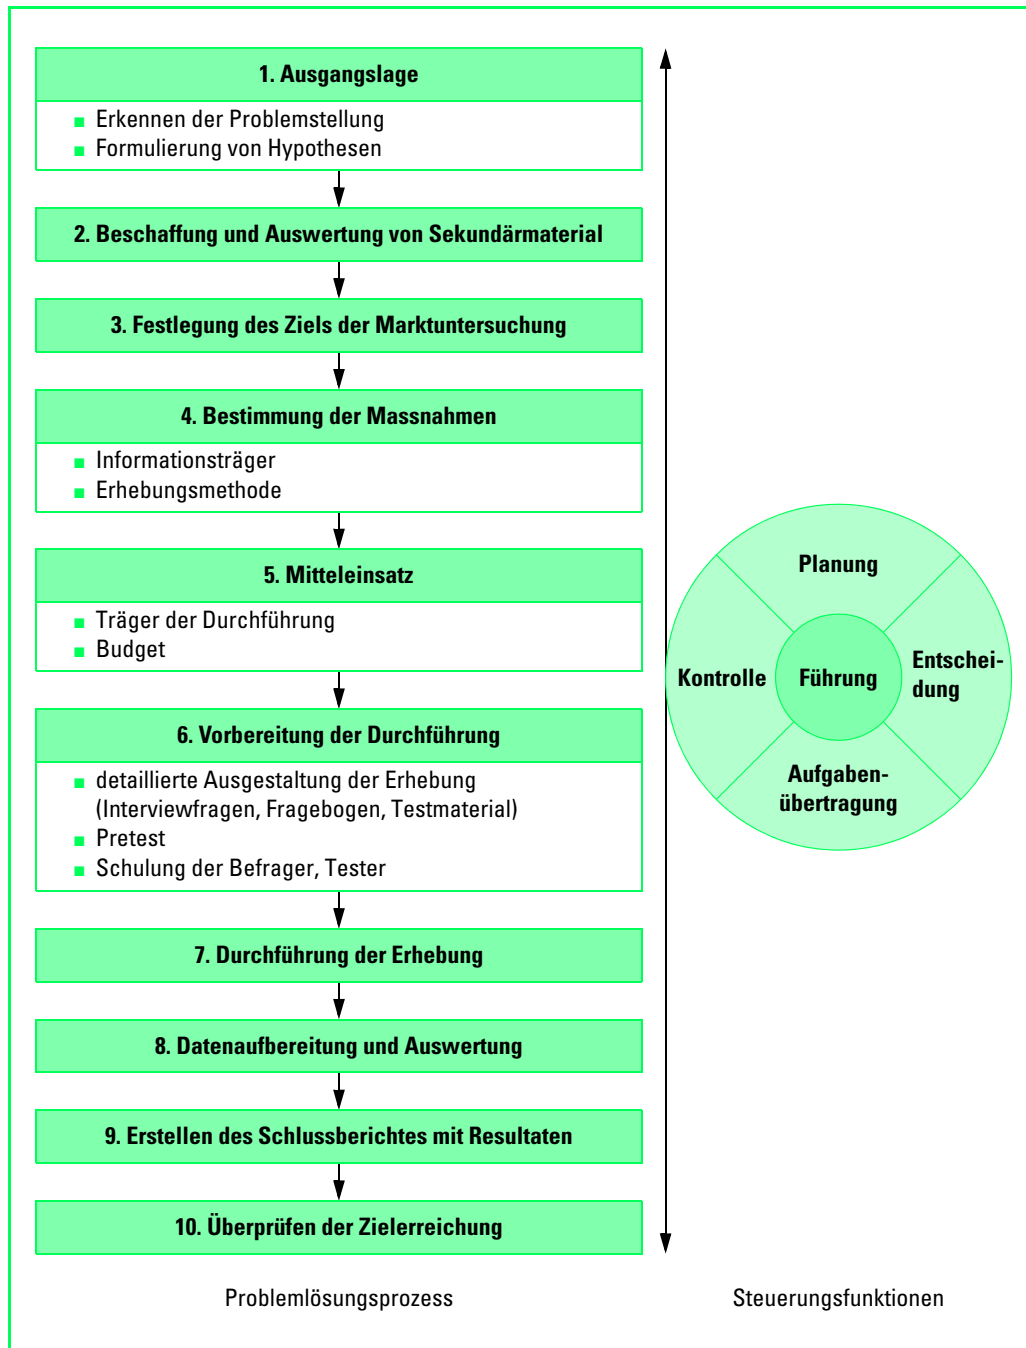 1. Ausgangslage
■ Erkennen der Problemstellung
■ Formulierung von Hypothesen
2. Beschaffung und Auswertung von Sekundärmaterial
3. Festlegung des Ziels der Marktuntersuchung
4. Bestimmung der Massnahmen
■ Informationsträger
■ Erhebungsmethode
5. Mitteleinsatz
■ Träger der Durchführung
■ Budget
6. Vorbereitung der Durchführung
■ detaillierte Ausgestaltung der Erhebung
(Interviewfragen, Fragebogen, Testmaterial)
■ Pretest
■ Schulung der Befrager, Tester
7. Durchführung der Erhebung
8. Datenaufbereitung und Auswertung
9. Erstellen des Schlussberichtes mit Resultaten
10. Überprüfen der Zielerreichung
Problemlösungsprozess
Planung
Entschei-
dung
Kontrolle
Führung
Aufgaben-
übertragung
Steuerungsfunktionen